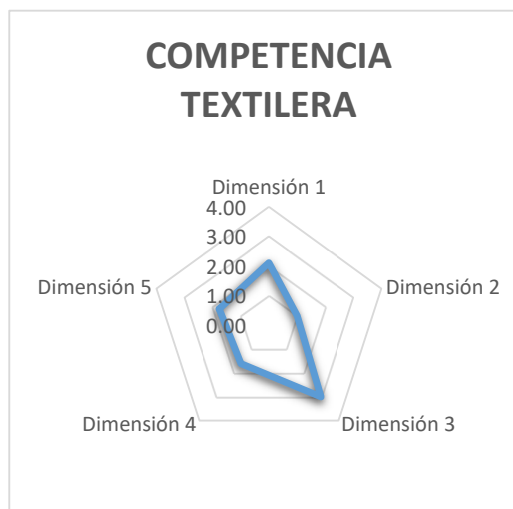 COMPETENCIA
TEXTILERA
Dimensión 1
4.00
3.00
2.00
1.00
0.00
Dimensión 5
Dimensión 2
Dimensión 4
Dimensión 3